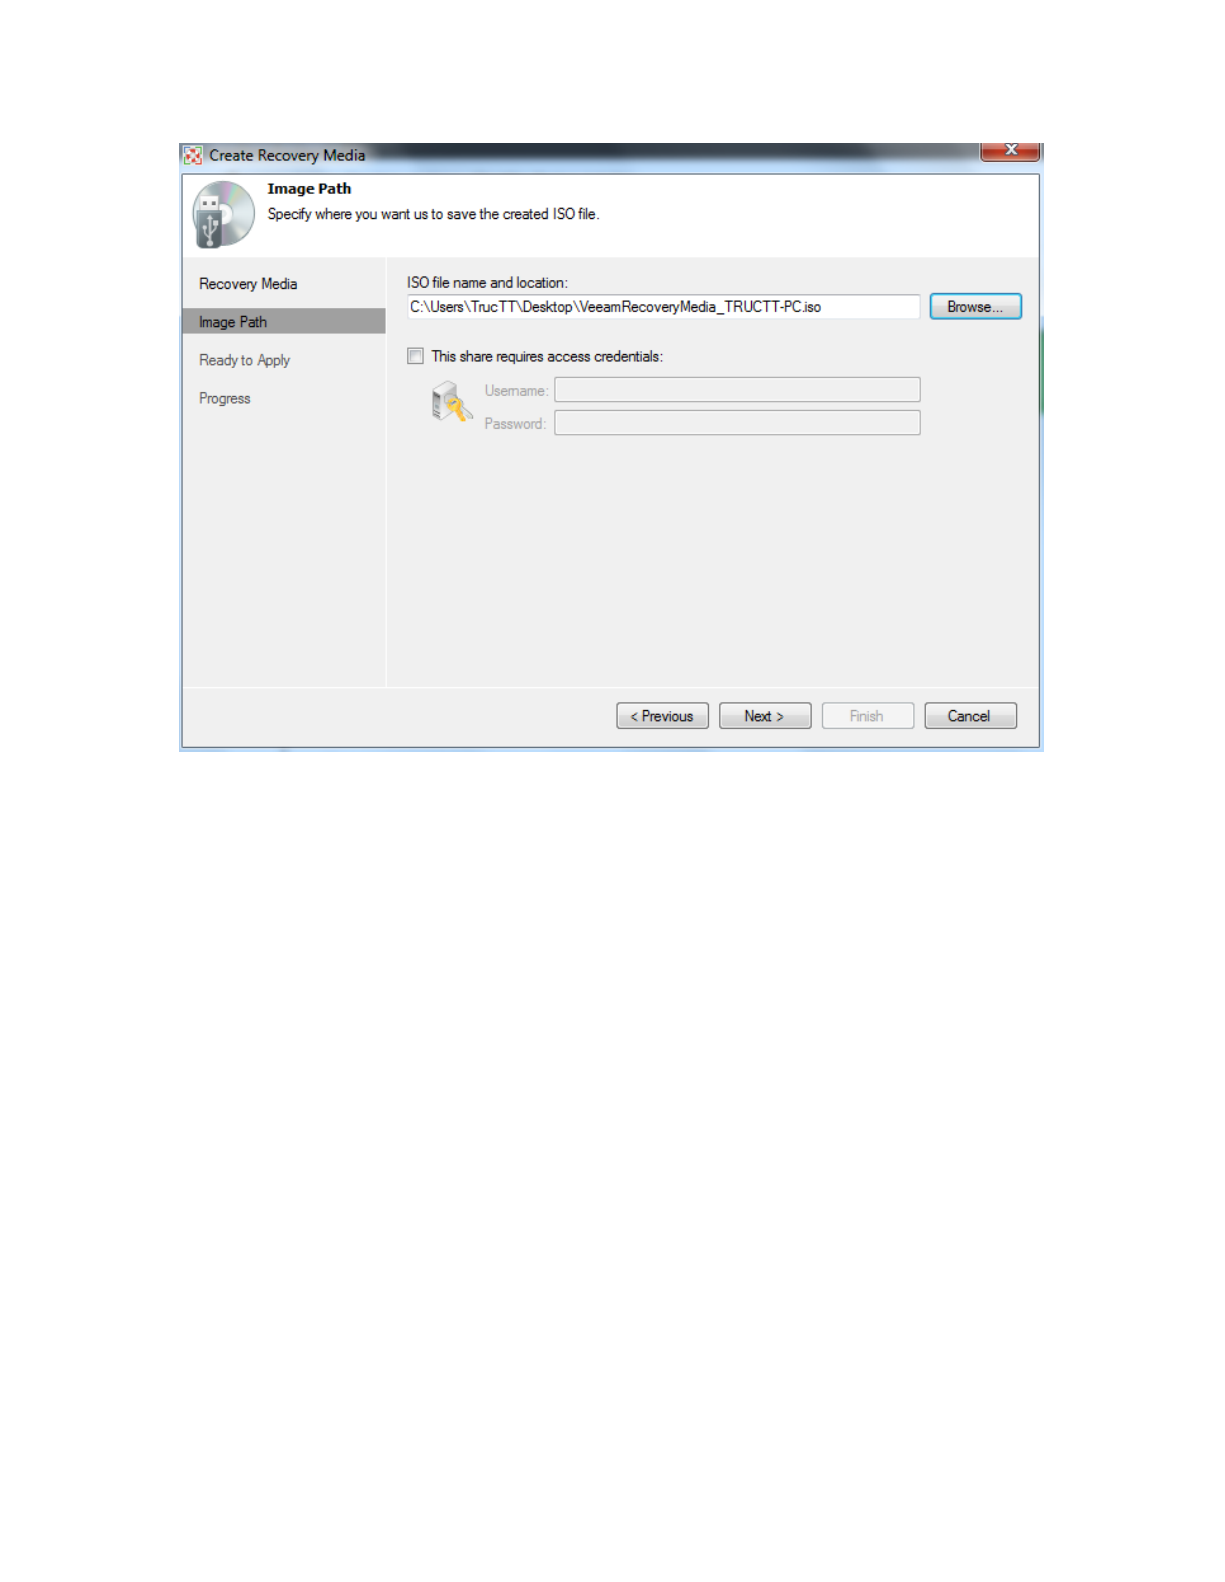 Create Recovery Media
X
Image Path
Specify where you want us to save the created ISO file.
Recovery Media
Image Path
Ready to Apply
Progress
ISO file name and location:
C:\Users\TrucTT\Desktop\VeeamRecoveryMedia_TRUCTT-PC.iso
Browse...
This share requires access credentials:
Username:
Password:
< Previous
Next >
Finish
Cancel